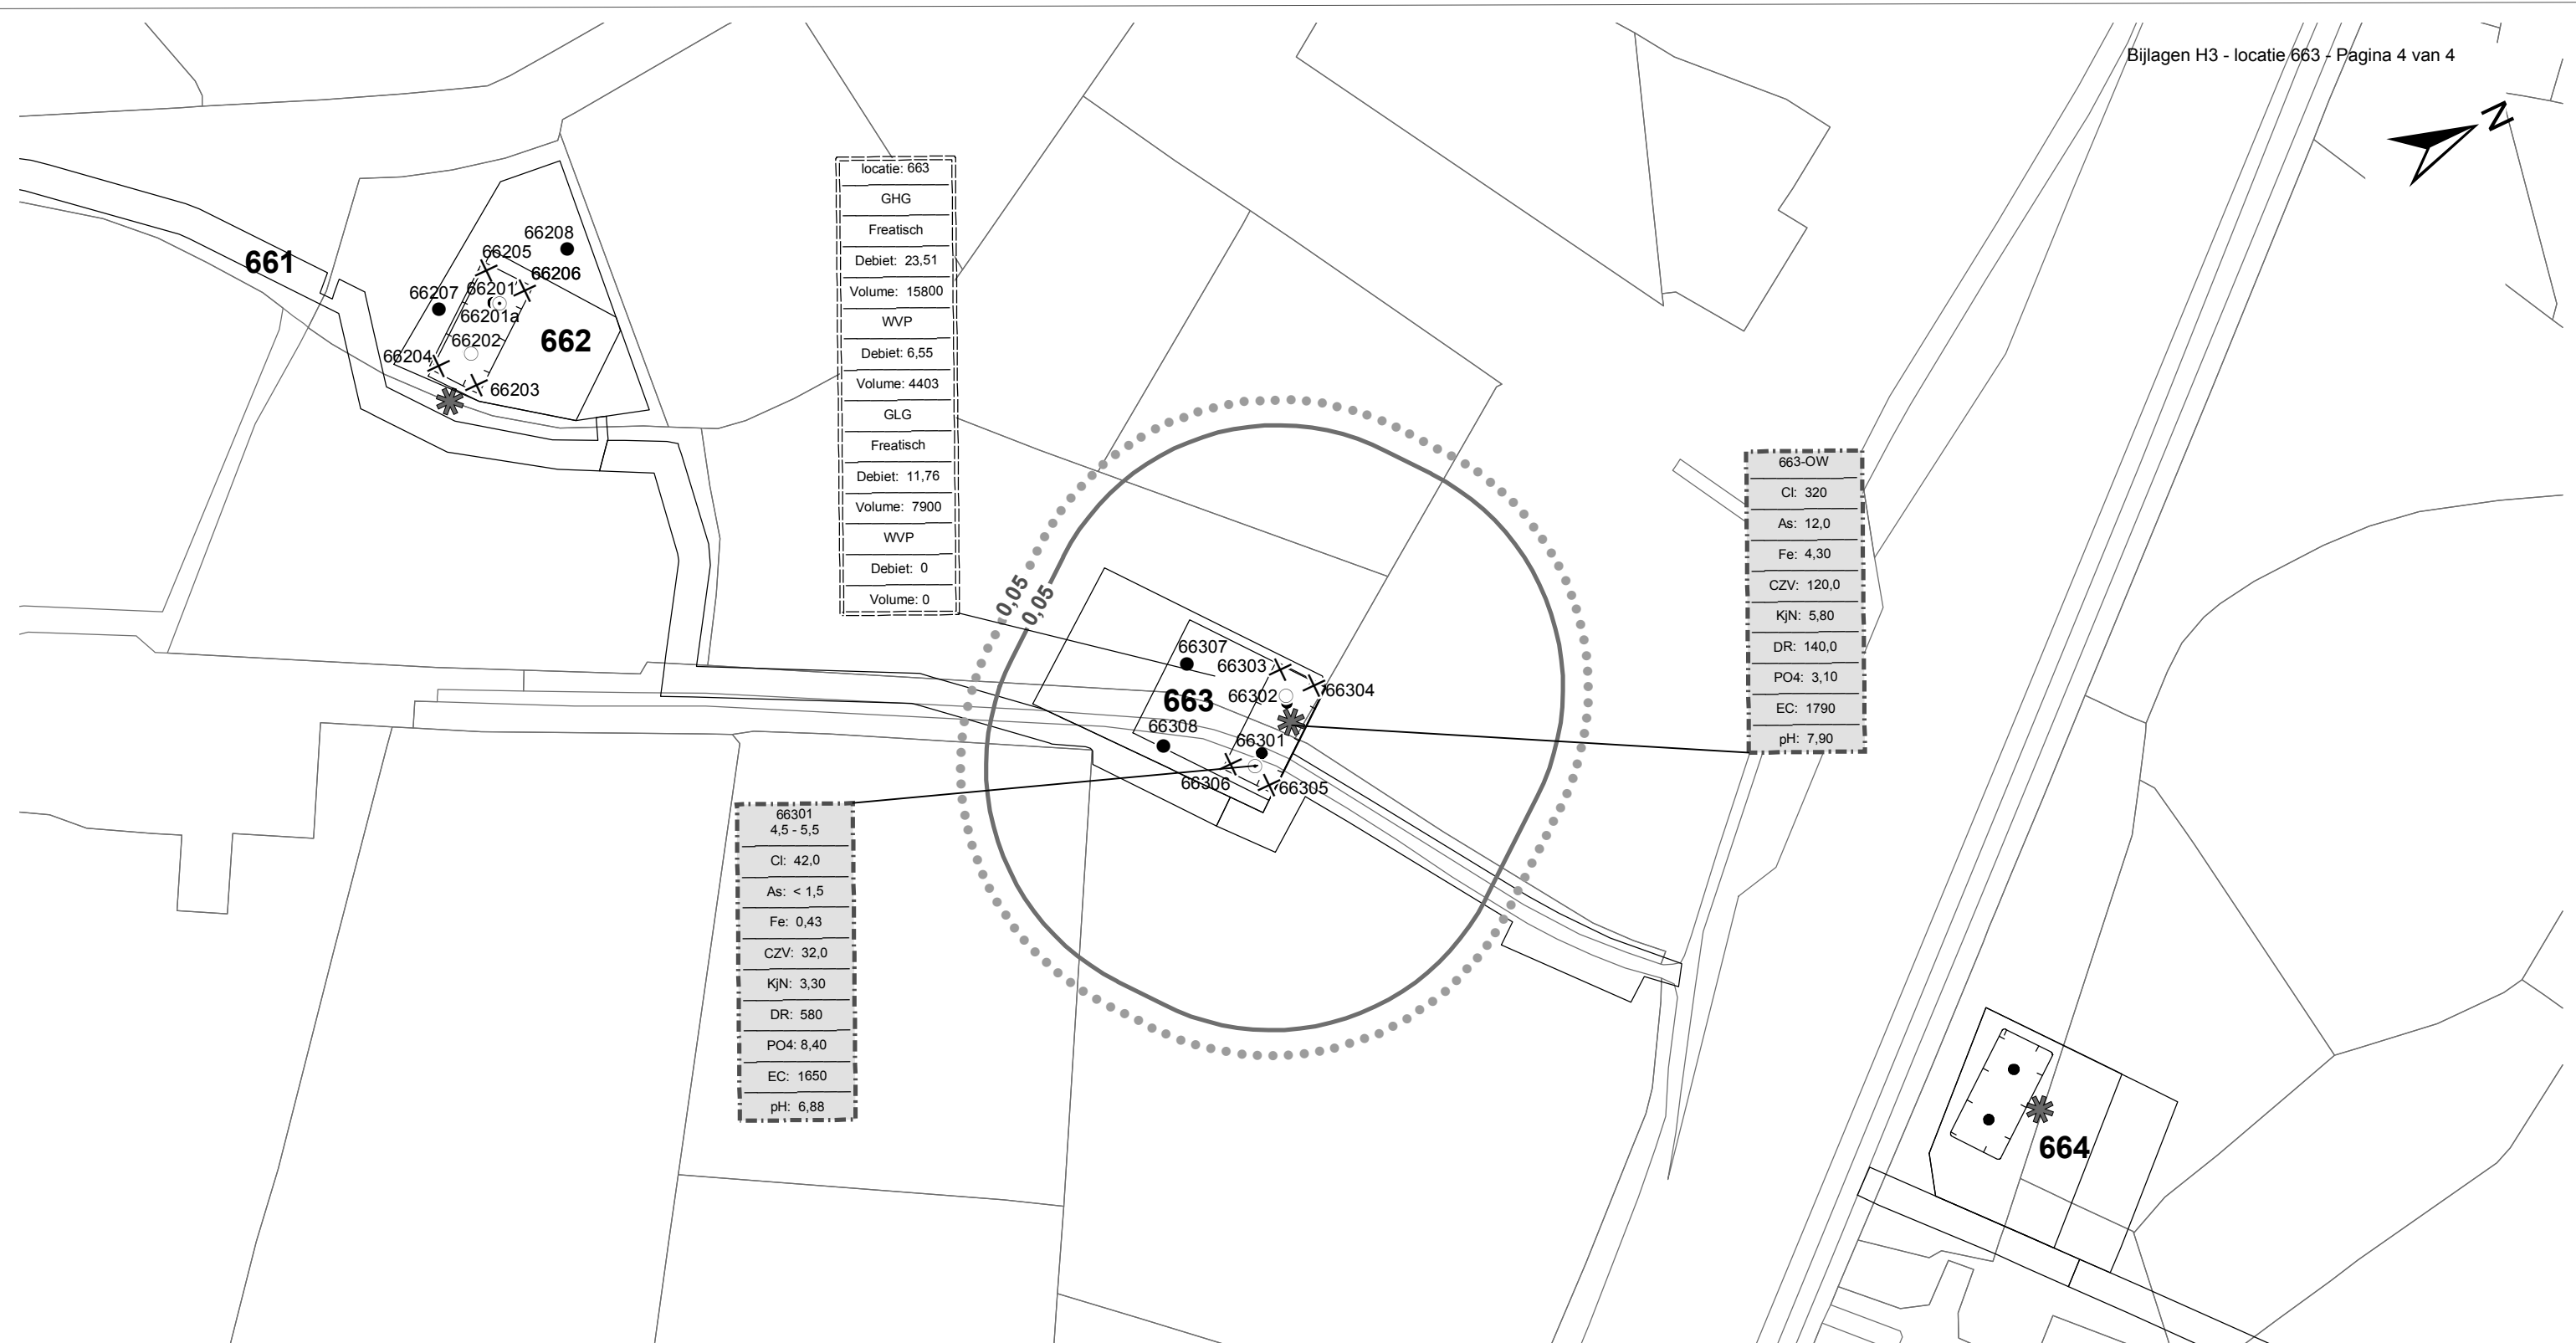 Bijlagen H3 - locatie 663 - Pagina 4 van 4
N
locatie: 663
GHG
Freatisch
Debiet: 23,51
Volume: 15800
WVP
Debiet: 6,55
Volume: 4403
GLG
Freatisch
Debiet: 11,76
Volume: 7900
WVP
Debiet: 0
Volume: 0
661
66208
66205
66206
66207
66201
66201a
66202
662
66204
66203
0,05
0,05
66307
66303
66304
66302
663
66308
66301
66306
66305
663-OW
Cl: 320
As: 12,0
Fe: 4,30
CZV: 120,0
KjN: 5,80
DR: 140,0
PO4: 3,10
EC: 1790
pH: 7,90
66301
4,5 - 5,5
Cl: 42,0
As: < 1,5
Fe: 0,43
CZV: 32,0
KjN: 3,30
DR: 580
PO4: 8,40
EC: 1650
pH: 6,88
664